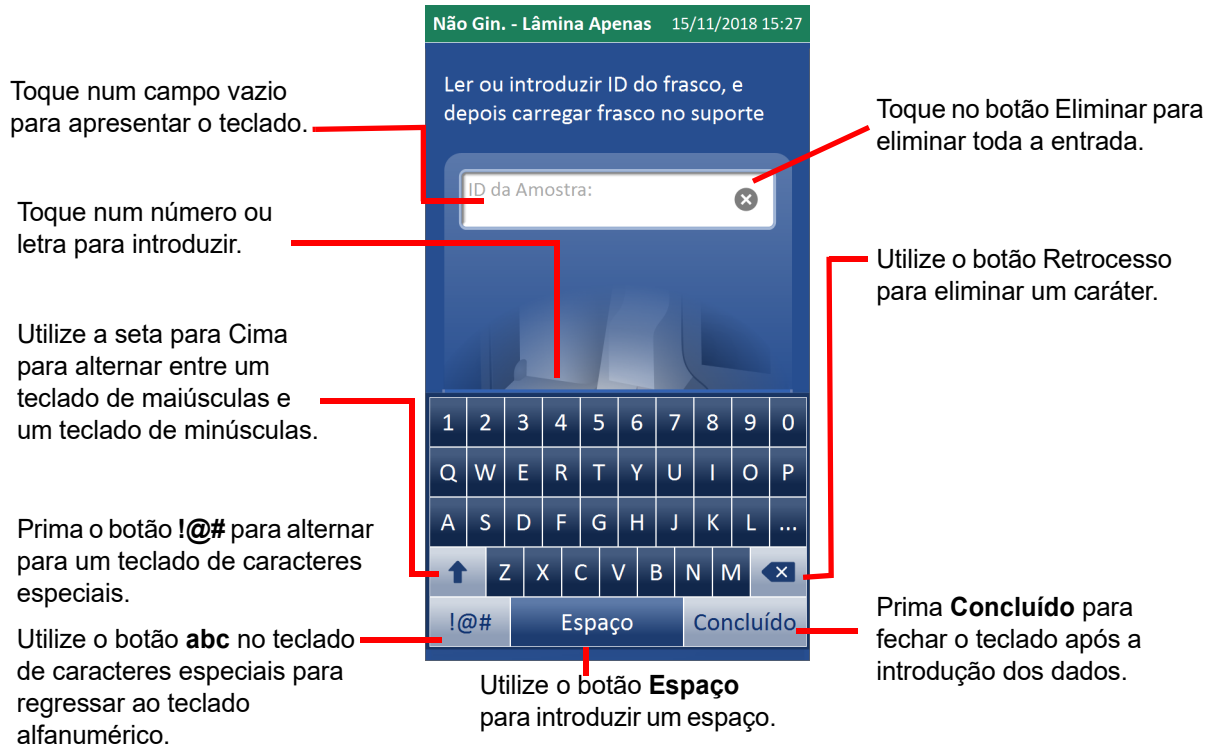 Não Gin. - Lâmina Apenas 15/11/2018 15:27
Ler ou introduzir ID do frasco, e
depois carregar frasco no suporte
ID da Amostra:
Toque num campo vazio
para apresentar o teclado.
Toque num número ou
letra para introduzir.
Utilize a seta para Cima
para alternar entre um
teclado de maiúsculas e
um teclado de minúsculas.
Prima o botão !@# para alternar
para um teclado de caracteres
especiais.
Utilize o botão abc no teclado
de caracteres especiais para
regressar ao teclado
alfanumérico.
1 2 3 4 5 6 7 8 9 0
Q W E R T Y U I O P
A S D F G H J K L ...
Z X C V B N M
!@# Espaço Concluído
Utilize o botão Espaço
para introduzir um espaço.
Toque no botão Eliminar para
eliminar toda a entrada.
Utilize o botão Retrocesso
para eliminar um caráter.
Prima Concluído para
fechar o teclado após a
introdução dos dados.